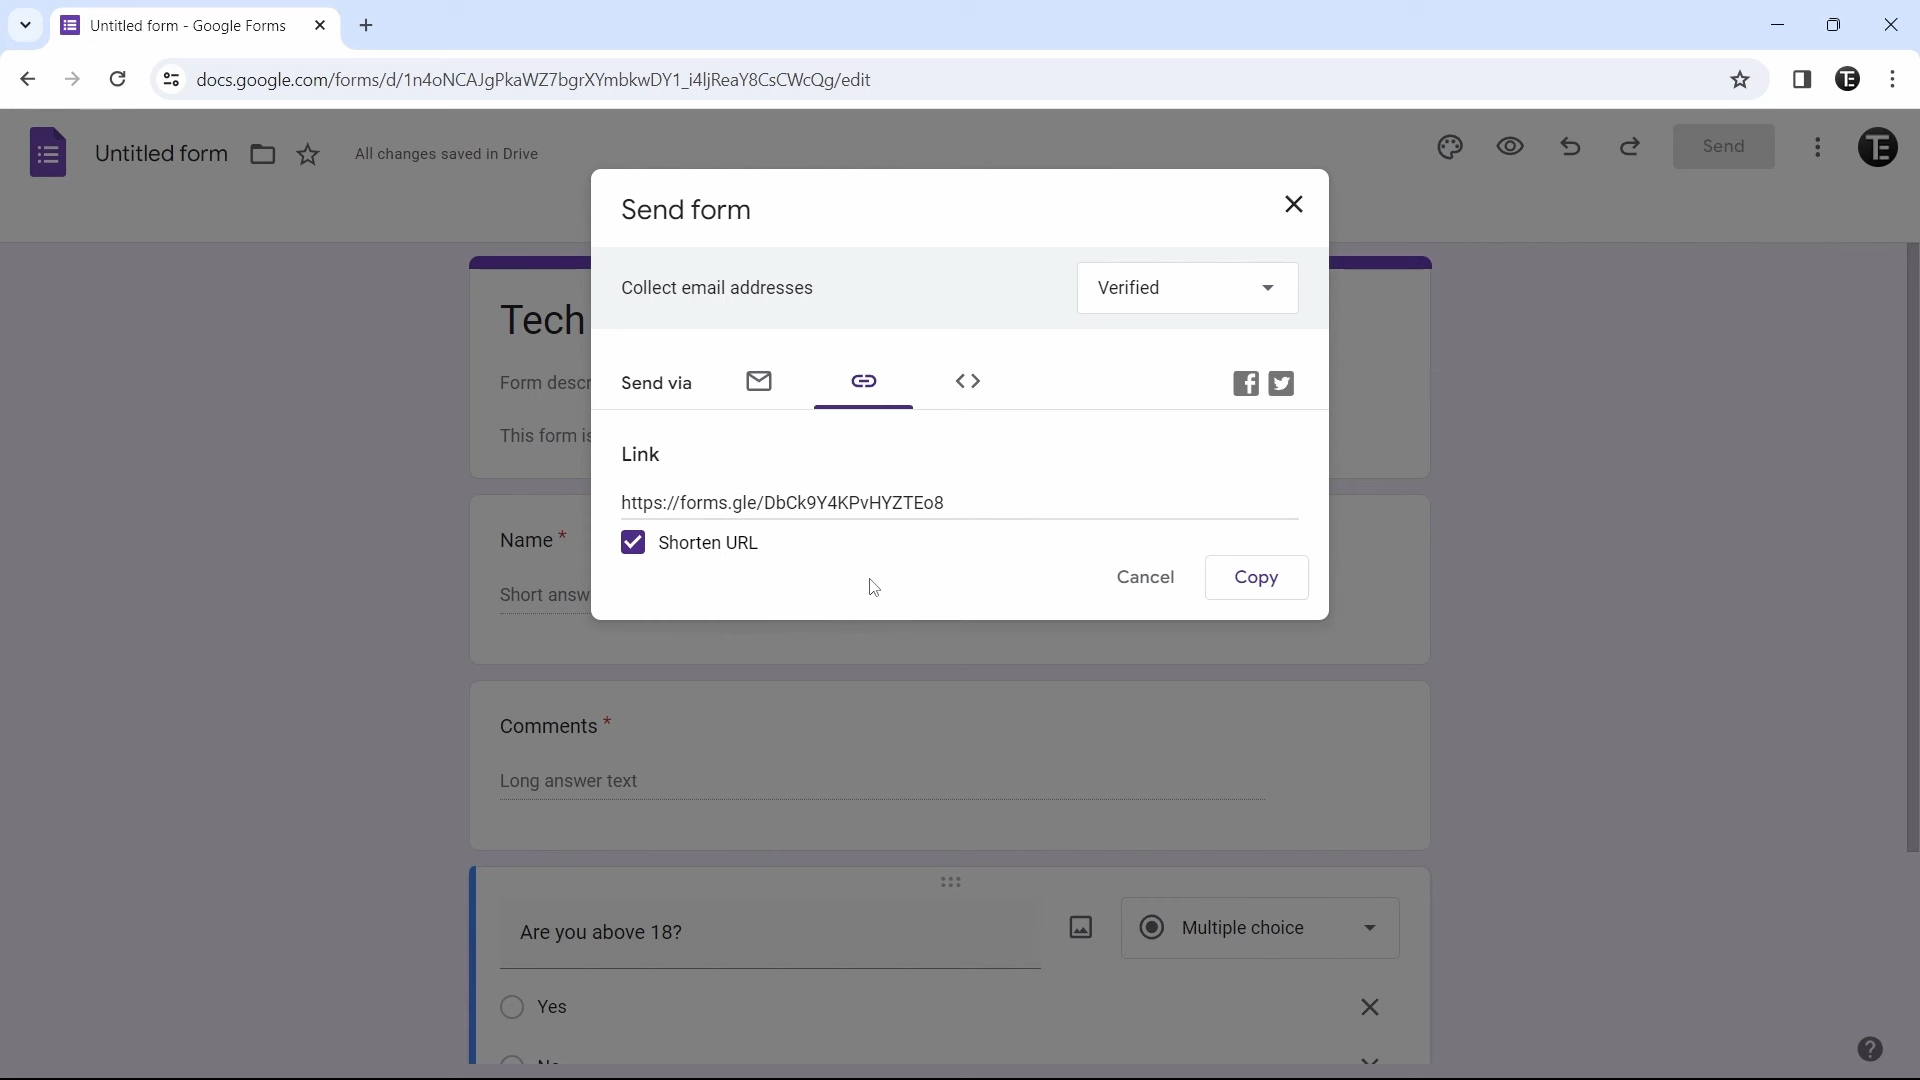 Untitled form - Google Forms
docs.google.com/forms/d/1n4oNCAJgPkaWZ7bgrXYmbkwDY1_i4ljReaY8CsCWcQg/edit
Untitled form
All changes saved in Drive
Send
Send form
Collect email addresses
Verified
Tech
Form descr
Send via
This form is
Link
https://forms.gle/DbCk9Y4KPvHYZTEo8
Name *
Shorten URL
Cancel
Copy
Short answ
Comments *
Long answer text
Are you above 18?
Multiple choice
Yes